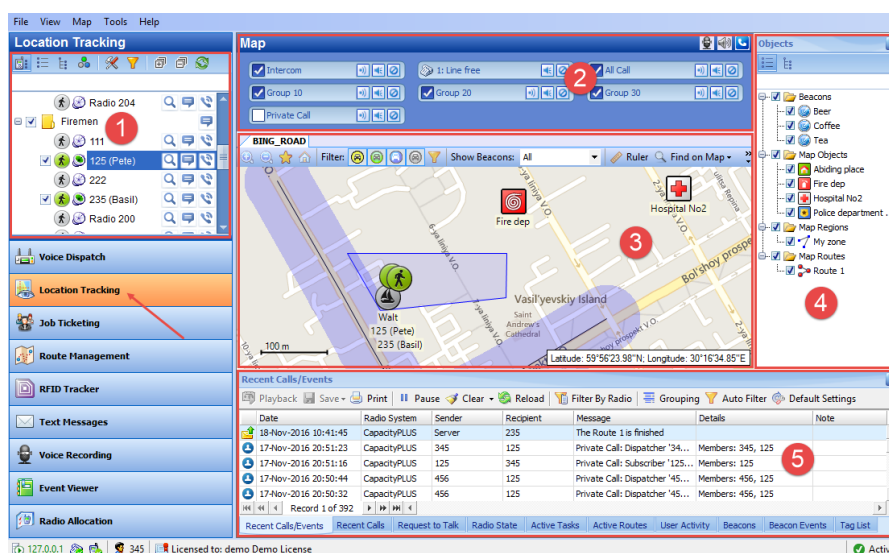 File View Map Tools Help
Location Tracking
Radio 204
Firemen
111
125 (Pete)
222
235 (Basil)
Radio 200
1
Voice Dispatch
Location Tracking
Job Ticketing
Route Management
RFID Tracker
Text Messages
Voice Recording
Event Viewer
Radio Allocation
Map
Intercom 1: Line free All Call
Group 10 Group 20 Group 30
Private Call
2
BING_ROAD
Filter: Show Beacons: All Ruler Find on Map
Fire dep
Hospital No2
3
6-ya liniya V.O.
Bol'shoy prospe
Vasil'yevskiy Island
Saint
Andrew's
Cathedral
Walt
125 (Pete)
235 (Basil)
100 m
Latitude: 59°56'23.98"N; Longitude: 30°16'34.85"E
Objects
Beacons
Beer
Coffee
Tea
Map Objects
Abiding place
Fire dep
Hospital No2
Police department .
Map Regions
My zone
Map Routes
Route 1
4
Recent Calls/Events
Playback Save Print Pause Clear Reload Filter By Radio Grouping Auto Filter Default Settings
Date Radio System Sender Recipient Message Details Note
18-Nov-2016 10:41:45 CapacityPLUS Server 235 The Route 1 is finished
17-Nov-2016 20:51:23 CapacityPLUS 345 125 Private Call: Dispatcher '34... Members: 345, 125
17-Nov-2016 20:51:16 CapacityPLUS 125 345 Private Call: Subscriber '125... Members: 125
17-Nov-2016 20:50:44 CapacityPLUS 456 125 Private Call: Dispatcher '45... Members: 456, 125
17-Nov-2016 20:50:32 CapacityPLUS 456 125 Private Call: Dispatcher '45... Members: 456, 125
5
Record 1 of 392
Recent Calls/Events Recent Calls Request to Talk Radio State Active Tasks Active Routes User Activity Beacons Beacon Events Tag List
127.0.0.1 345 Licensed to: demo Demo License Activ